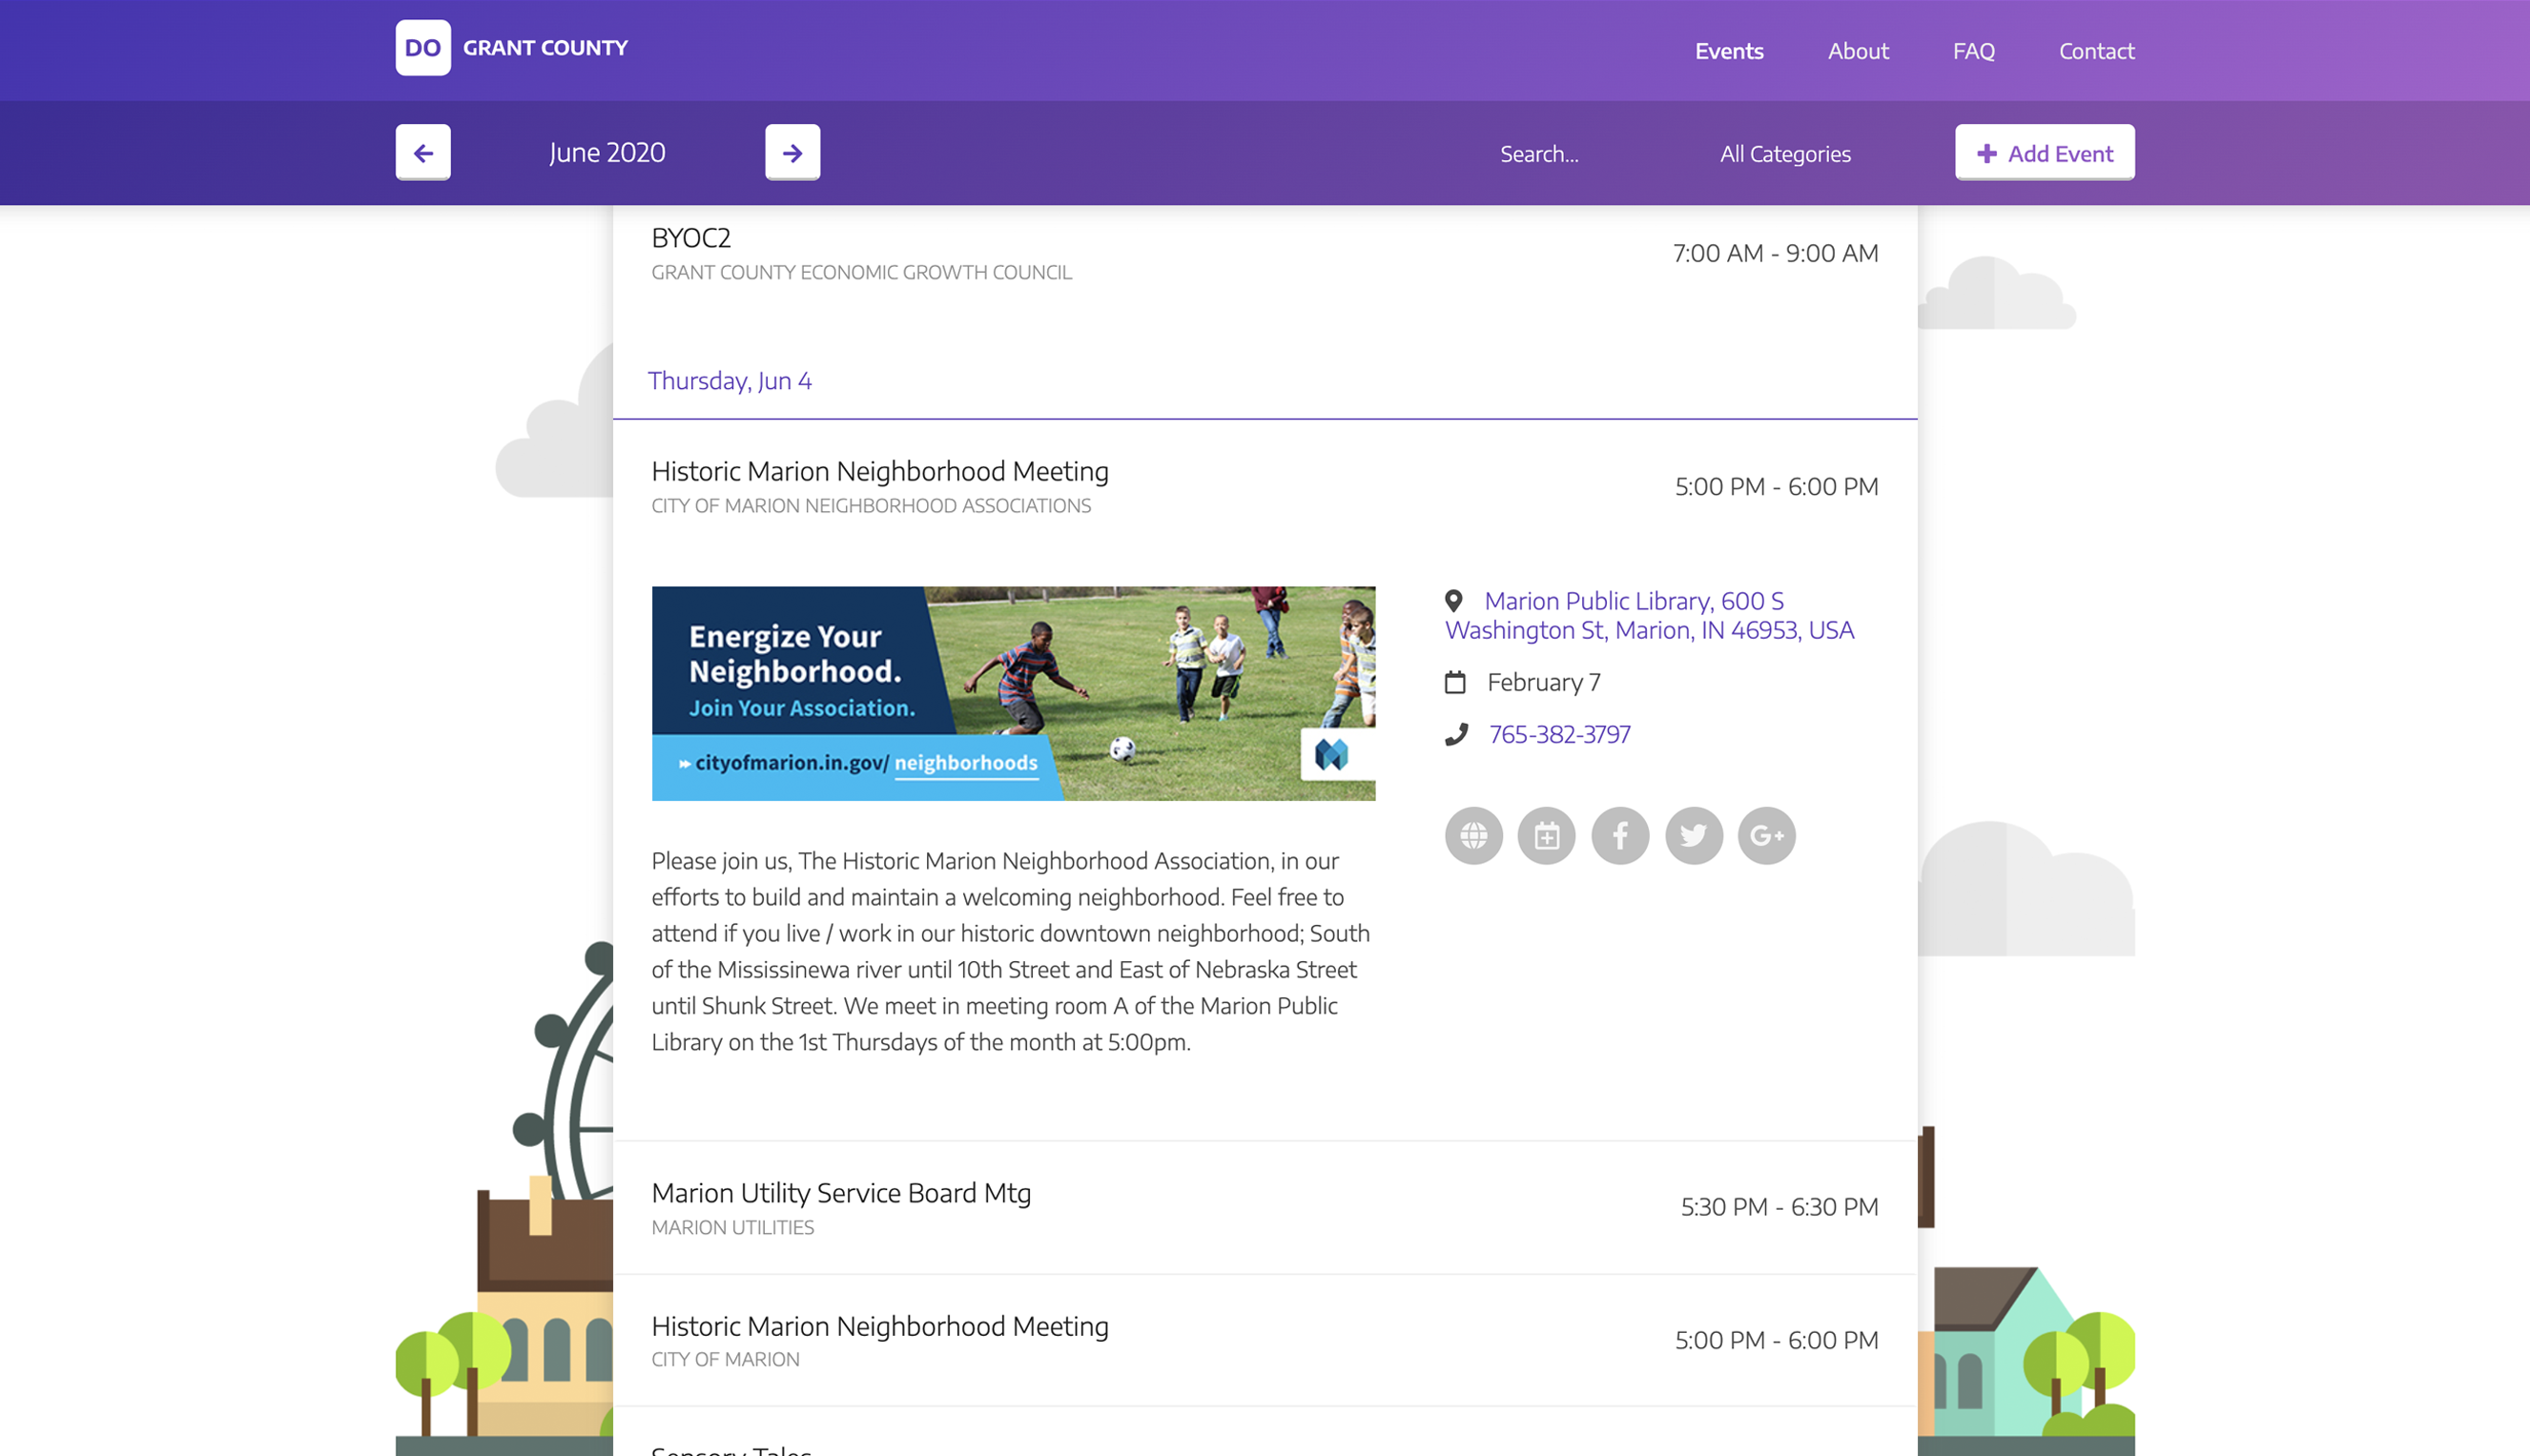 DO GRANT COUNTY
Events About FAQ Contact
June 2020
Search... All Categories Add Event
BYOC2
GRANT COUNTY ECONOMIC GROWTH COUNCIL
7:00 AM - 9:00 AM
Thursday, Jun 4
Historic Marion Neighborhood Meeting
CITY OF MARION NEIGHBORHOOD ASSOCIATIONS
5:00 PM - 6:00 PM
Energize Your
Neighborhood.
Join Your Association.
cityofmarion.in.gov/ neighborhoods
Marion Public Library, 600 S
Washington St, Marion, IN 46953, USA
February 7
765-382-3797
Please join us, The Historic Marion Neighborhood Association, in our
efforts to build and maintain a welcoming neighborhood. Feel free to
attend if you live / work in our historic downtown neighborhood; South
of the Mississinewa river until 10th Street and East of Nebraska Street
until Shunk Street. We meet in meeting room A of the Marion Public
Library on the 1st Thursdays of the month at 5:00pm.
Marion Utility Service Board Mtg
MARION UTILITIES
5:30 PM - 6:30 PM
Historic Marion Neighborhood Meeting
CITY OF MARION
5:00 PM - 6:00 PM
Sensory Tales